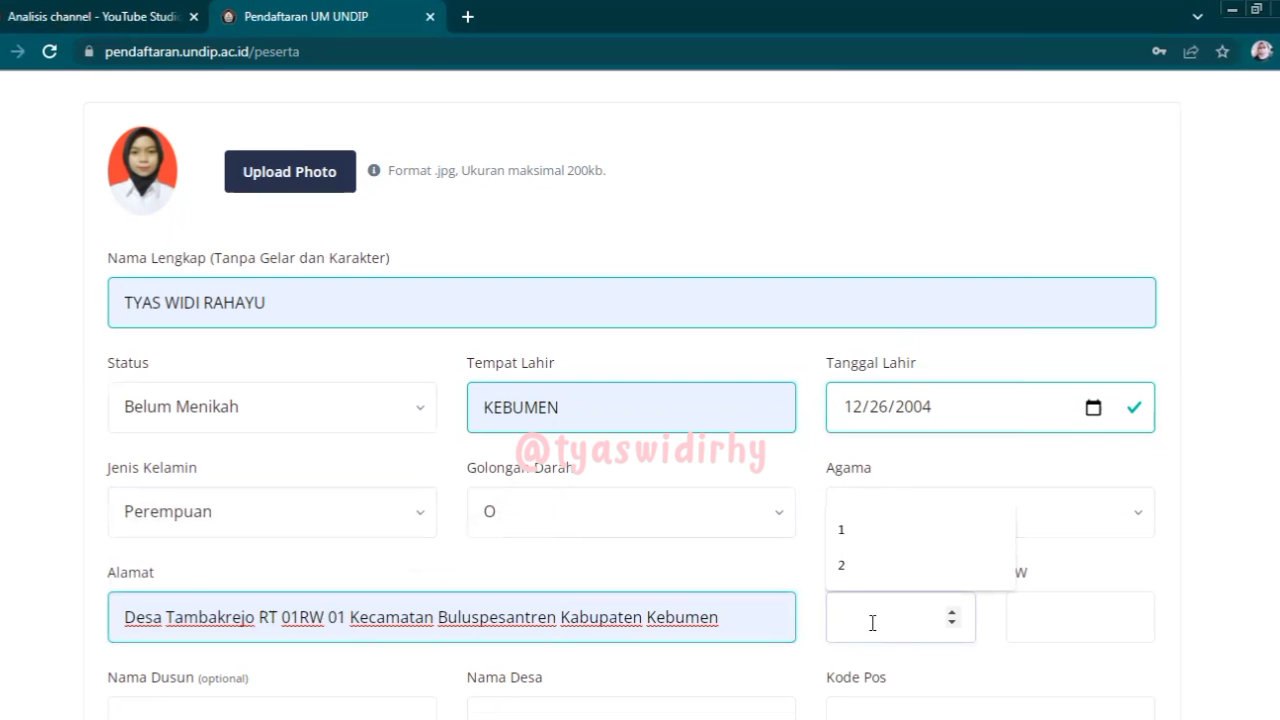 Analisis channel - YouTube Studi
Pendaftaran UM UNDIP
pendaftaran.undip.ac.id/peserta
Upload Photo
Format .jpg, Ukuran maksimal 200kb.
Nama Lengkap (Tanpa Gelar dan Karakter)
TYAS WIDI RAHAYU
Status
Tempat Lahir
Tanggal Lahir
Belum Menikah
KEBUMEN
12/26/2004
@tyaswidirhy
Jenis Kelamin
Golongan Darah
Agama
Perempuan
O
1
2
Alamat
W
Desa Tambakrejo RT 01RW 01 Kecamatan Buluspesantren Kabupaten Kebumen
Nama Dusun (optional)
Nama Desa
Kode Pos